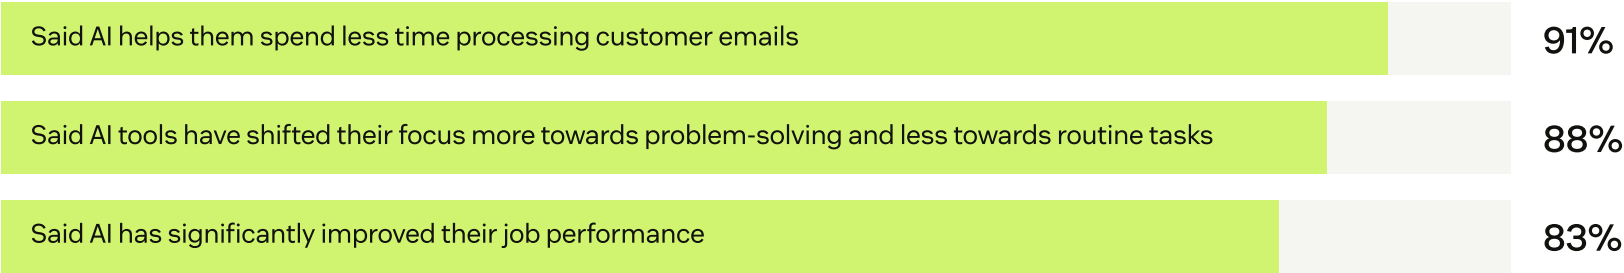 Said AI helps them spend less time processing customer emails 91%
Said AI tools have shifted their focus more towards problem-solving and less towards routine tasks 88%
Said AI has significantly improved their job performance 83%